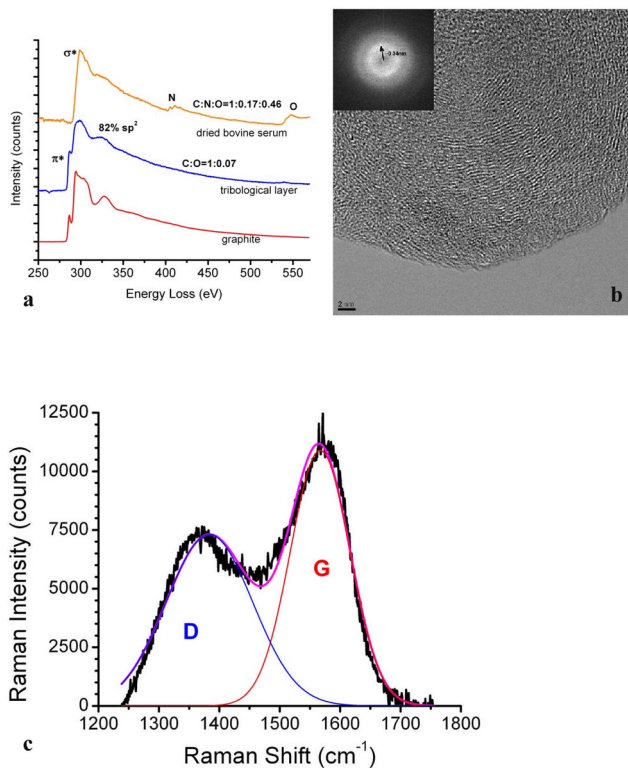 σ*
N
O
C:N:O=1:0.17:0.46
dried bovine serum
82% sp²
π*
C:O=1:0.07
tribological layer
graphite
Intensity (counts)
250 300 350 400 450 500 550
Energy Loss (eV)
a
~0.34nm
2 nm
b
12500
10000
7500
5000
2500
0
D
G
1200 1300 1400 1500 1600 1700 1800
Raman Intensity (counts)
Raman Shift (cm⁻¹)
c